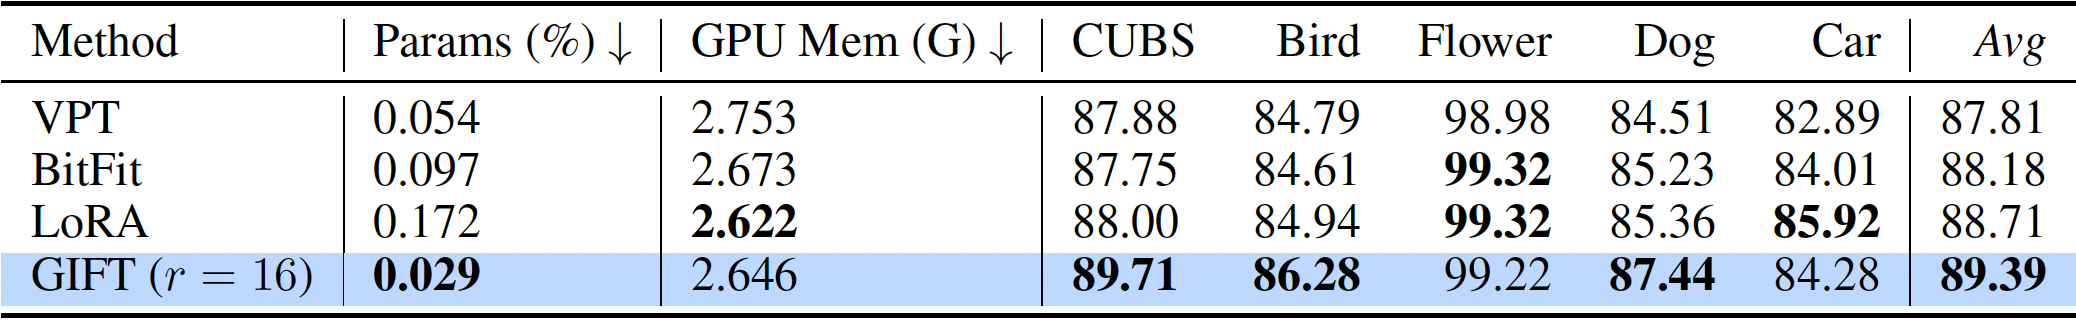 Method Params (%) ↓ GPU Mem (G) ↓ CUBS Bird Flower Dog Car Avg
VPT 0.054 2.753 87.88 84.79 98.98 84.51 82.89 87.81
BitFit 0.097 2.673 87.75 84.61 99.32 85.23 84.01 88.18
LoRA 0.172 2.622 88.00 84.94 99.32 85.36 85.92 88.71
GIFT (r = 16) 0.029 2.646 89.71 86.28 99.22 87.44 84.28 89.39